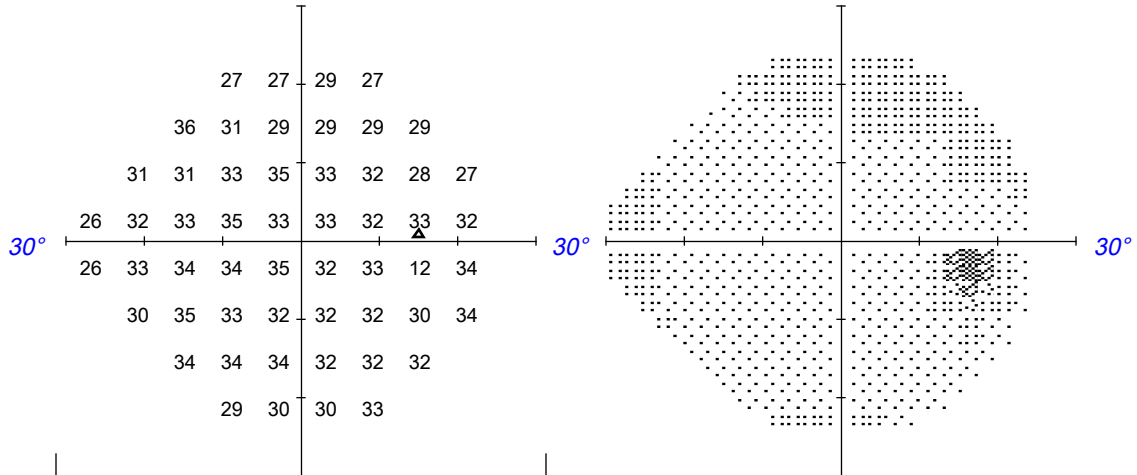 27 27 29 27
36 31 29 29 29 29
31 31 33 35 33 32 28 27
26 32 33 35 33 33 32 33 32
30° 30° 30°
26 33 34 34 35 32 33 12 34
30 35 33 32 32 32 30 34
34 34 34 32 32 32
29 30 30 33